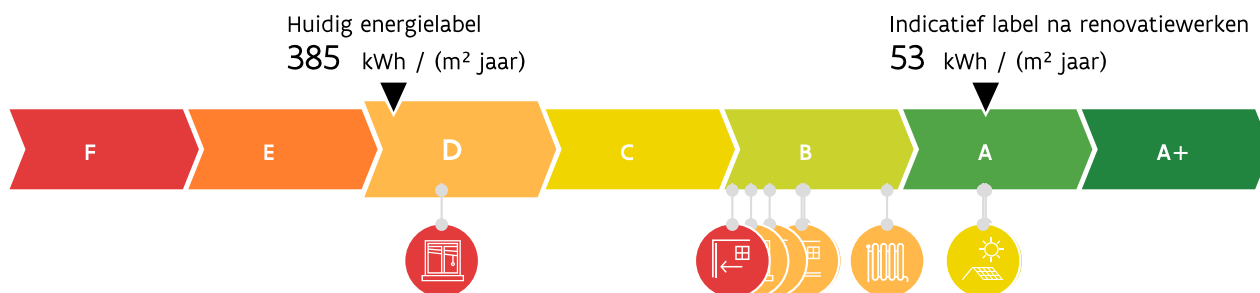 Huidig energielabel
385 kWh / (m² jaar)
Indicatief label na renovatiewerken
53 kWh / (m² jaar)
F E D C B A A+